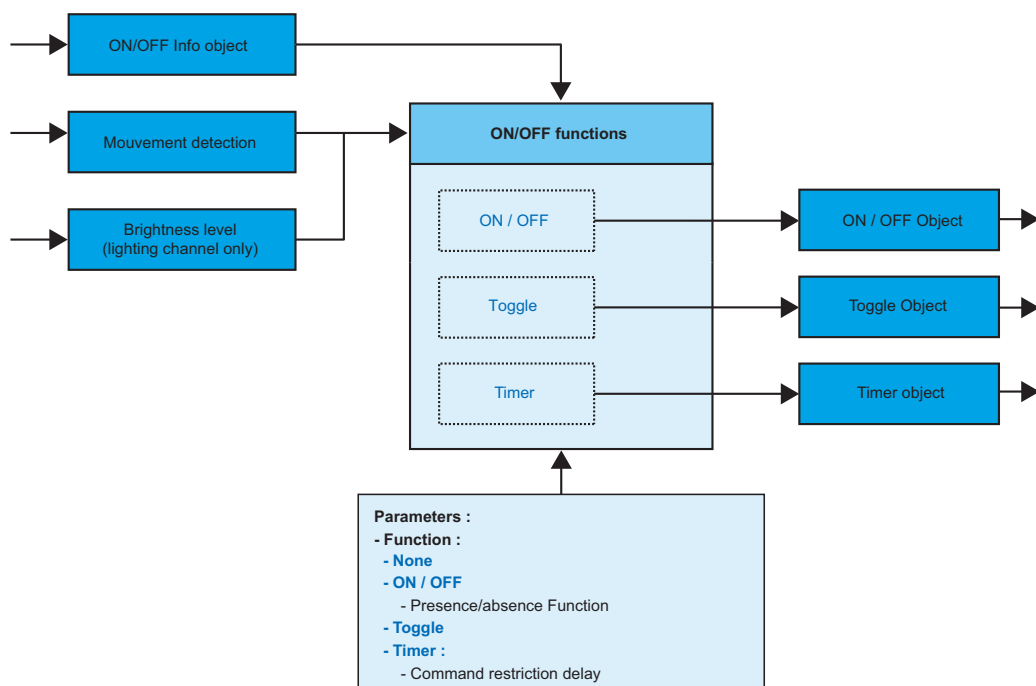 ON/OFF Info object
Mouvement detection
Brightness level
(lighting channel only)
ON/OFF functions
ON / OFF
Toggle
Timer
ON / OFF Object
Toggle Object
Timer object
Parameters :
- Function :
- None
- ON / OFF
- Presence/absence Function
- Toggle
- Timer :
- Command restriction delay